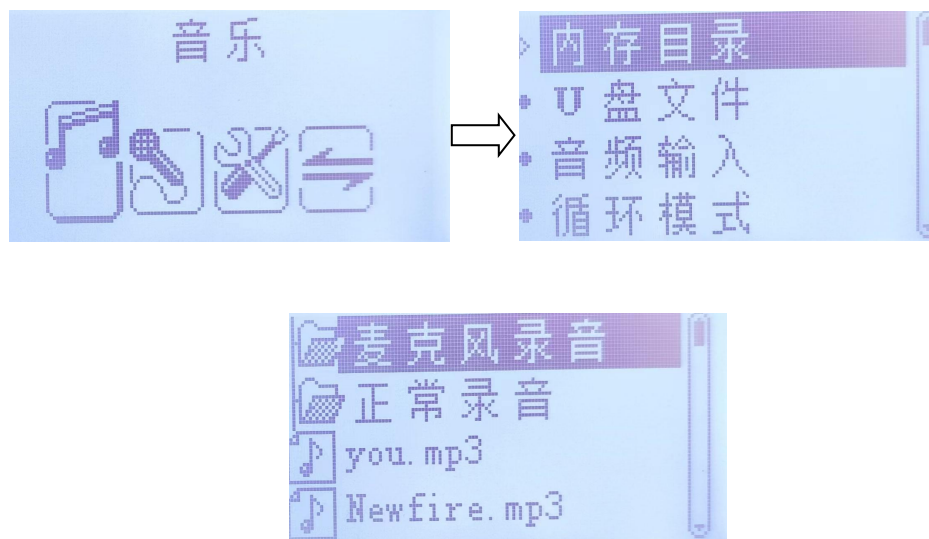 音乐
内存目录
U盘文件
音频输入
循环模式
麦克风录音
正常录音
you.mp3
Newfire.mp3